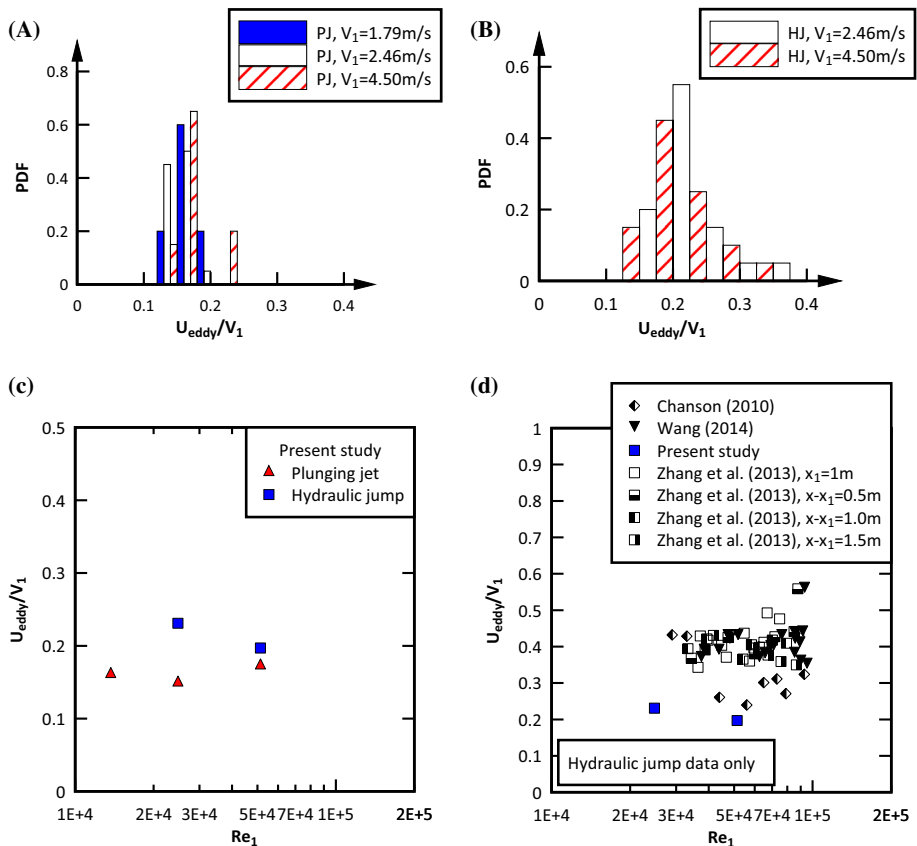 (A)
PJ, V1=1.79m/s
PJ, V1=2.46m/s
PJ, V1=4.50m/s
PDF
0.8
0.6
0.4
0.2
0
0 0.1 0.2 0.3 0.4
Ueddy/V1
(B)
HJ, V1=2.46m/s
HJ, V1=4.50m/s
PDF
0.6
0.4
0.2
0
0 0.1 0.2 0.3 0.4
Ueddy/V1
(c)
Present study
Plunging jet
Hydraulic jump
Ueddy/V1
0.5
0.4
0.3
0.2
0.1
0
1E+4 2E+4 3E+4 5E+4 7E+4 1E+5 2E+5
Re1
(d)
Chanson (2010)
Wang (2014)
Present study
Zhang et al. (2013), x1=1m
Zhang et al. (2013), x-x1=0.5m
Zhang et al. (2013), x-x1=1.0m
Zhang et al. (2013), x-x1=1.5m
Ueddy/V1
1
0.9
0.8
0.7
0.6
0.5
0.4
0.3
0.2
0.1
0
Hydraulic jump data only
1E+4 2E+4 3E+4 5E+4 7E+4 1E+5 2E+5
Re1